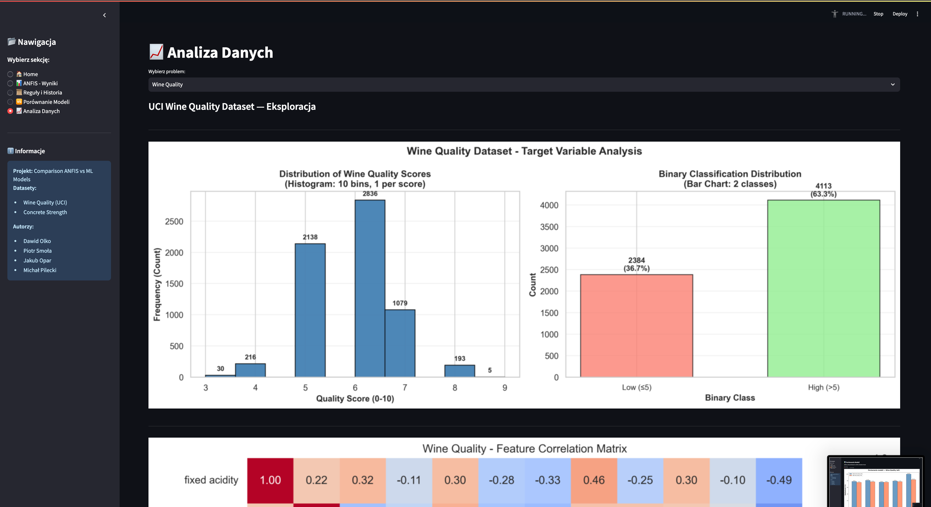 RUNNING...
Stop
Deploy
Nawigacja
Wybierz sekcję:
Home
ANFIS - Wyniki
Reguły i Historia
Porównanie Modeli
Analiza Danych
Informacje
Projekt: Comparison ANFIS vs ML
Models
Datasety:
Wine Quality (UCI)
Concrete Strength
Autorzy:
Dawid Olko
Piotr Smoła
Jakub Opar
Michał Pilecki
Analiza Danych
Wybierz problem:
Wine Quality
UCI Wine Quality Dataset — Eksploracja
Wine Quality Dataset - Target Variable Analysis
Distribution of Wine Quality Scores
(Histogram: 10 bins, 1 per score)
Frequency (Count)
2500
2000
1500
1000
500
0
30
216
2138
2836
1079
193
5
3 4 5 6 7 8 9
Quality Score (0-10)
Binary Classification Distribution
(Bar Chart: 2 classes)
Count
4000
3500
3000
2500
2000
1500
1000
500
0
2384
(36.7%)
4113
(63.3%)
Low (≤5) High (>5)
Binary Class
Wine Quality - Feature Correlation Matrix
fixed acidity 1.00 0.22 0.32 -0.11 0.30 -0.28 -0.33 0.46 -0.25 0.30 -0.10 -0.49